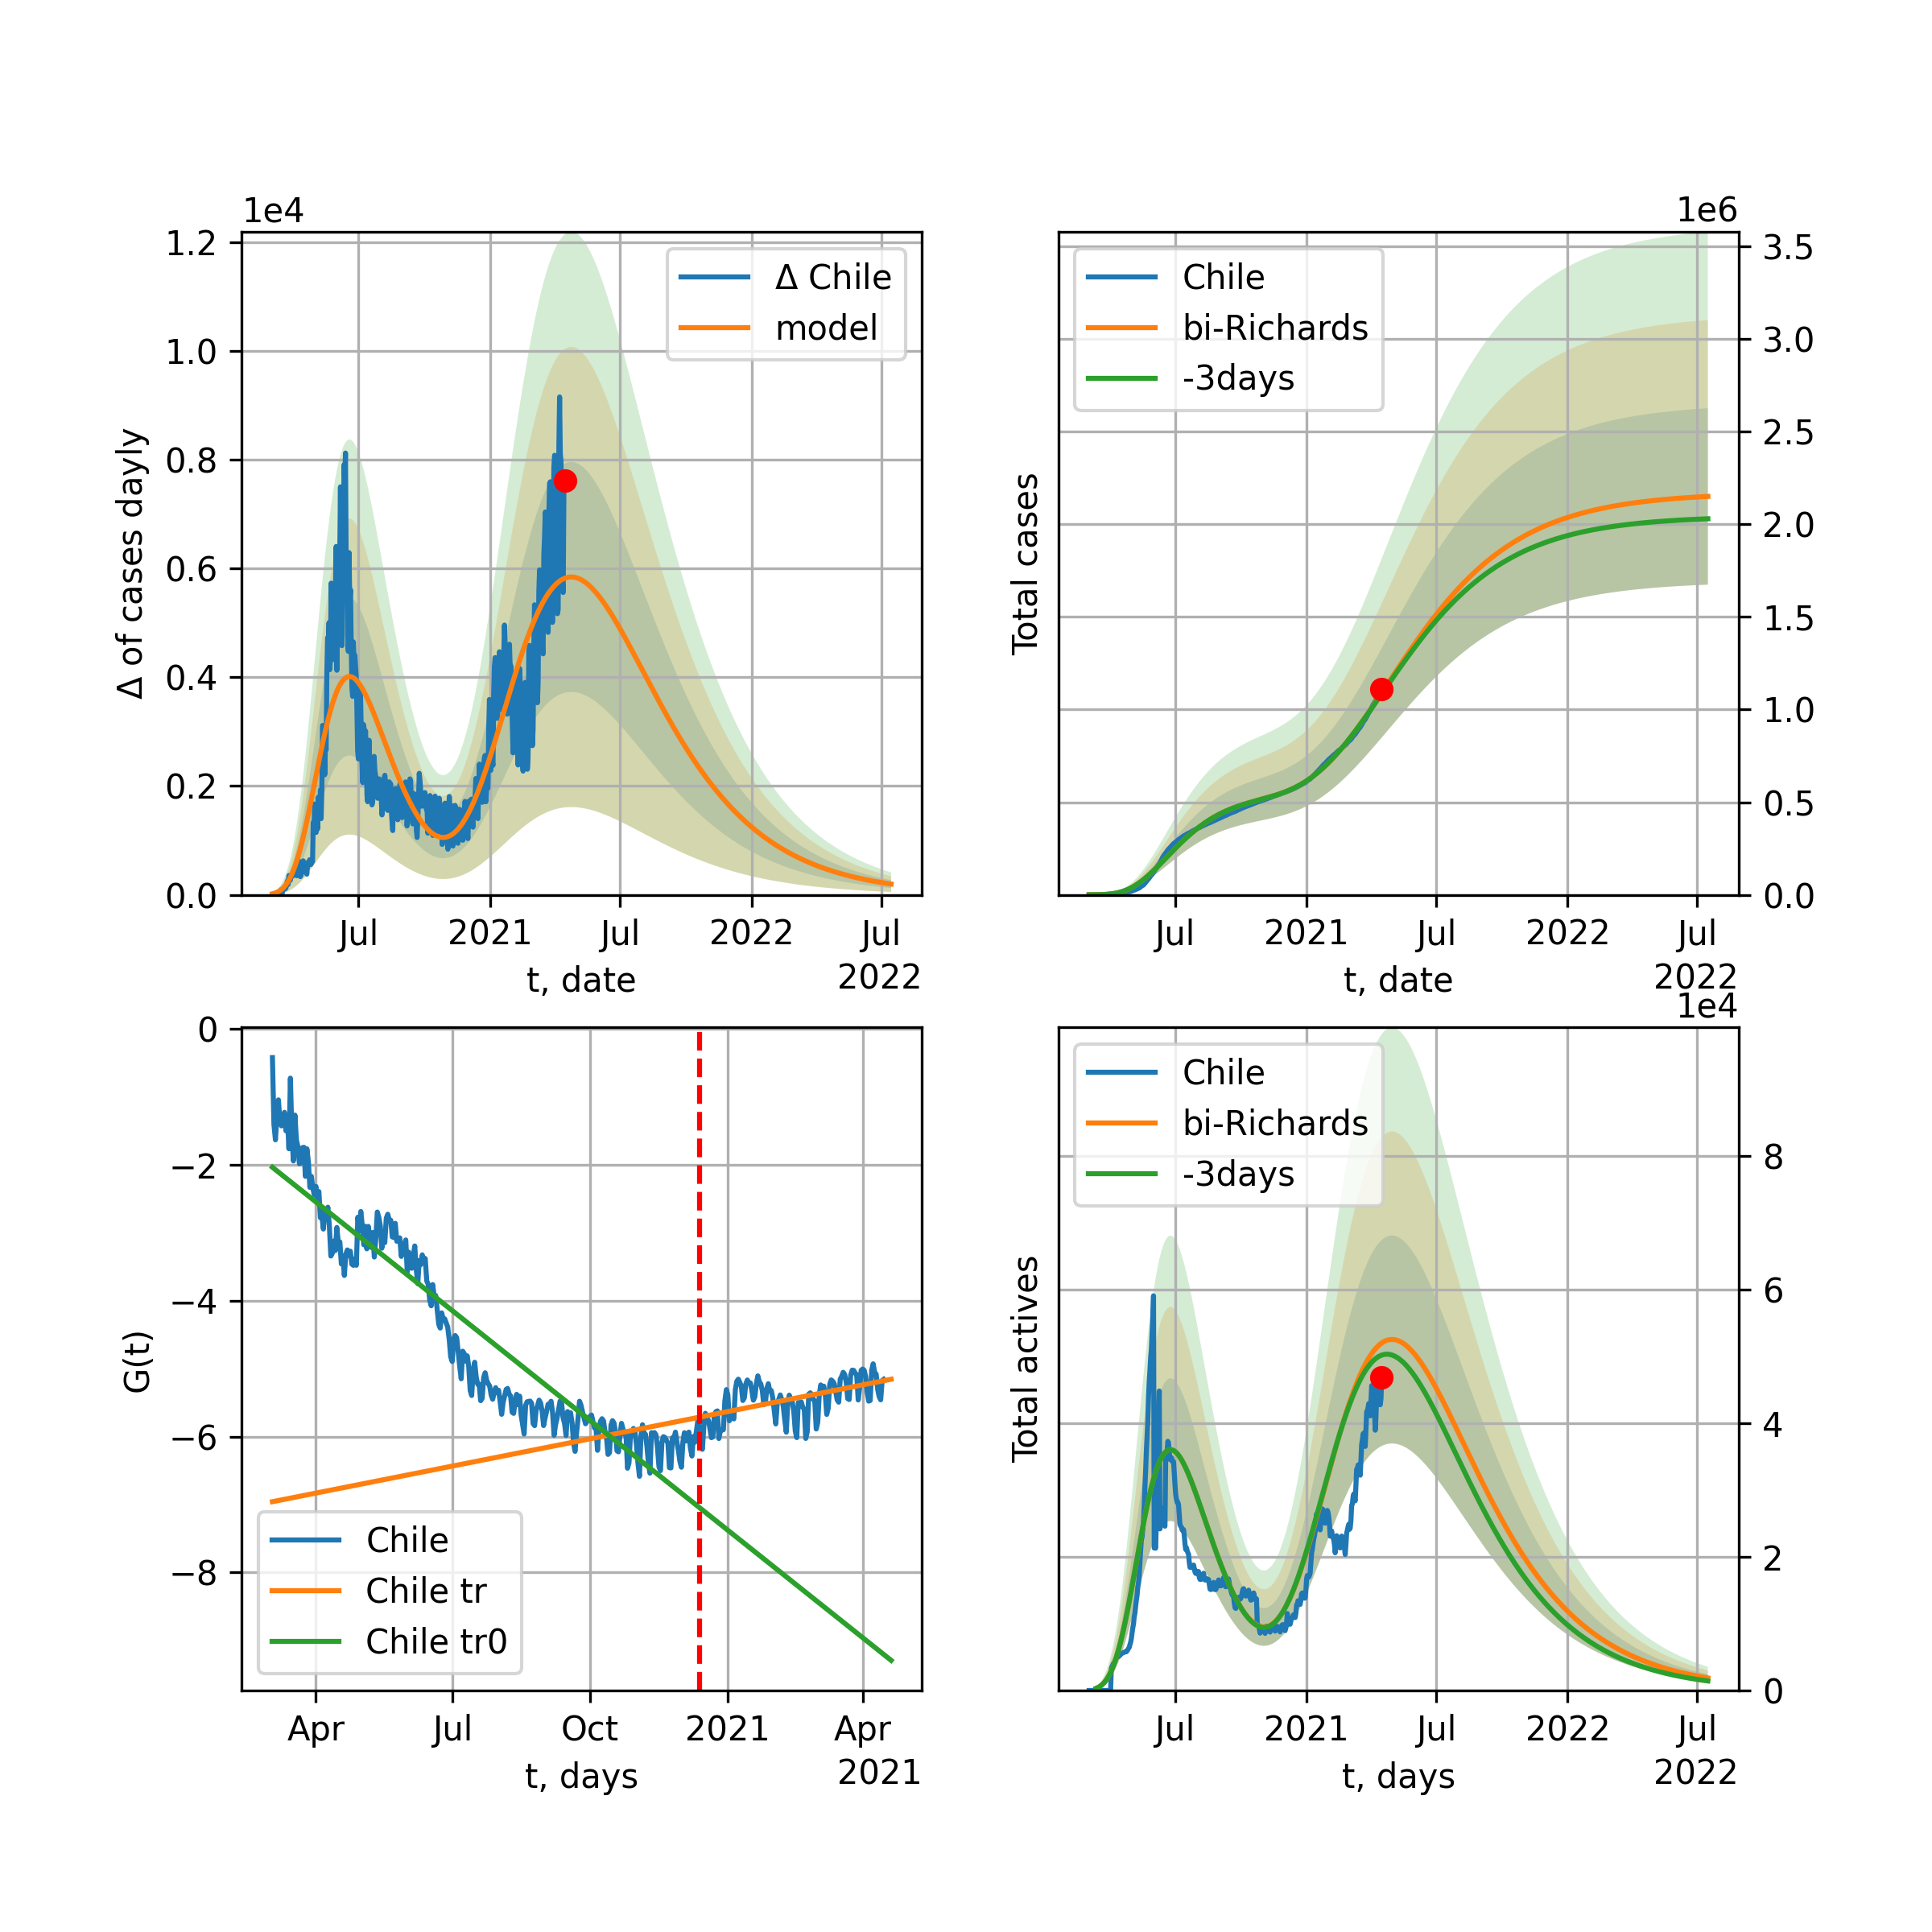 1e4
1.2
1.0
0.8
0.6
0.4
0.2
0.0
Δ of cases dayly
Δ Chile
model
Jul
2021
Jul
2022
Jul
2022
t, date
1e6
3.5
3.0
2.5
2.0
1.5
1.0
0.5
0.0
Total cases
Chile
bi-Richards
-3days
Jul
2021
Jul
2022
Jul
2022
t, date
0
−2
−4
−6
−8
G(t)
Chile
Chile tr
Chile tr0
Apr
Jul
Oct
2021
Apr
2021
t, days
1e4
8
6
4
2
0
Total actives
Chile
bi-Richards
-3days
Jul
2021
Jul
2022
Jul
2022
t, days